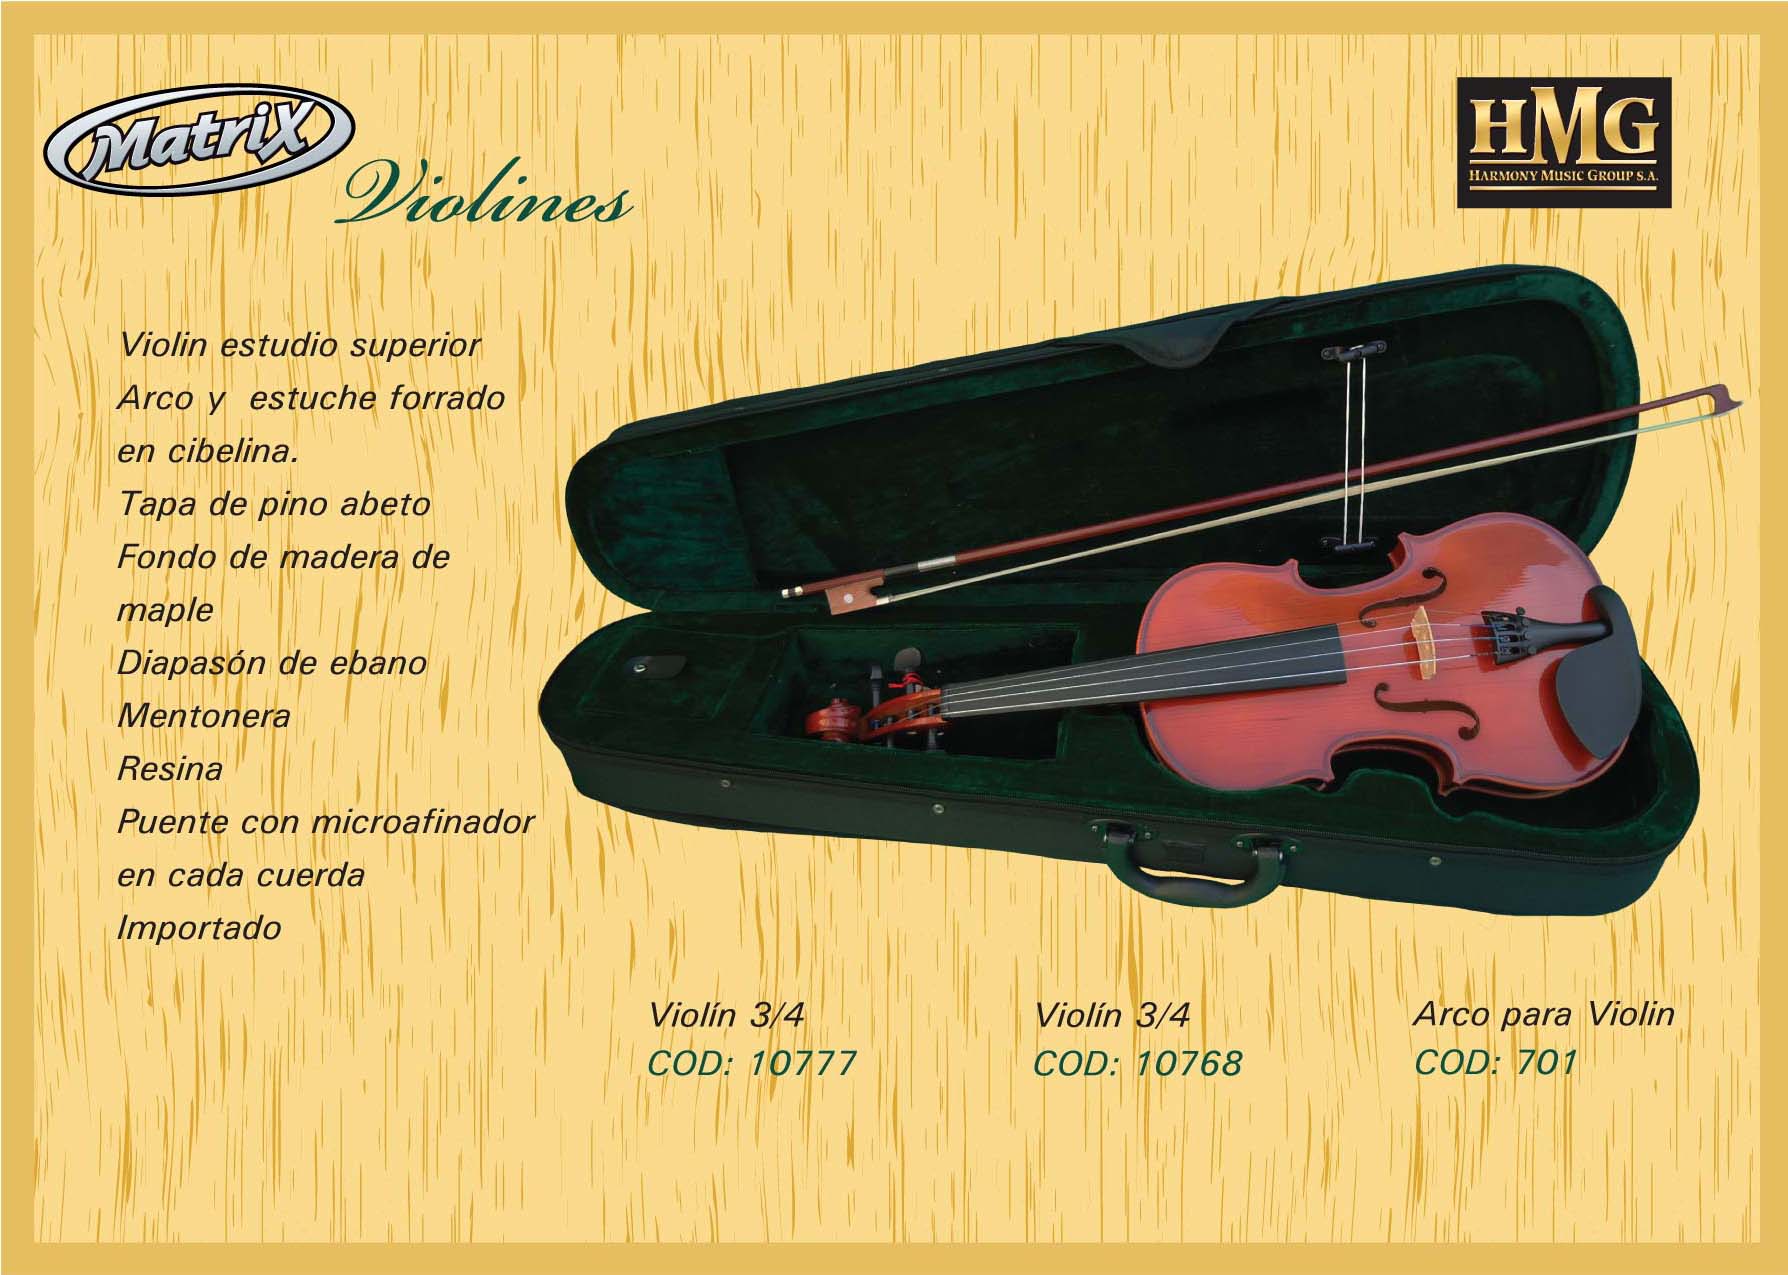 Matrix
Violines
HMG
HARMONY MUSIC GROUP S.A.
Violin estudio superior
Arco y estuche forrado
en cibelina.
Tapa de pino abeto
Fondo de madera de
maple
Diapasón de ebano
Mentonera
Resina
Puente con microafinador
en cada cuerda
Importado
Violín 3/4
COD: 10777
Violín 3/4
COD: 10768
Arco para Violin
COD: 701